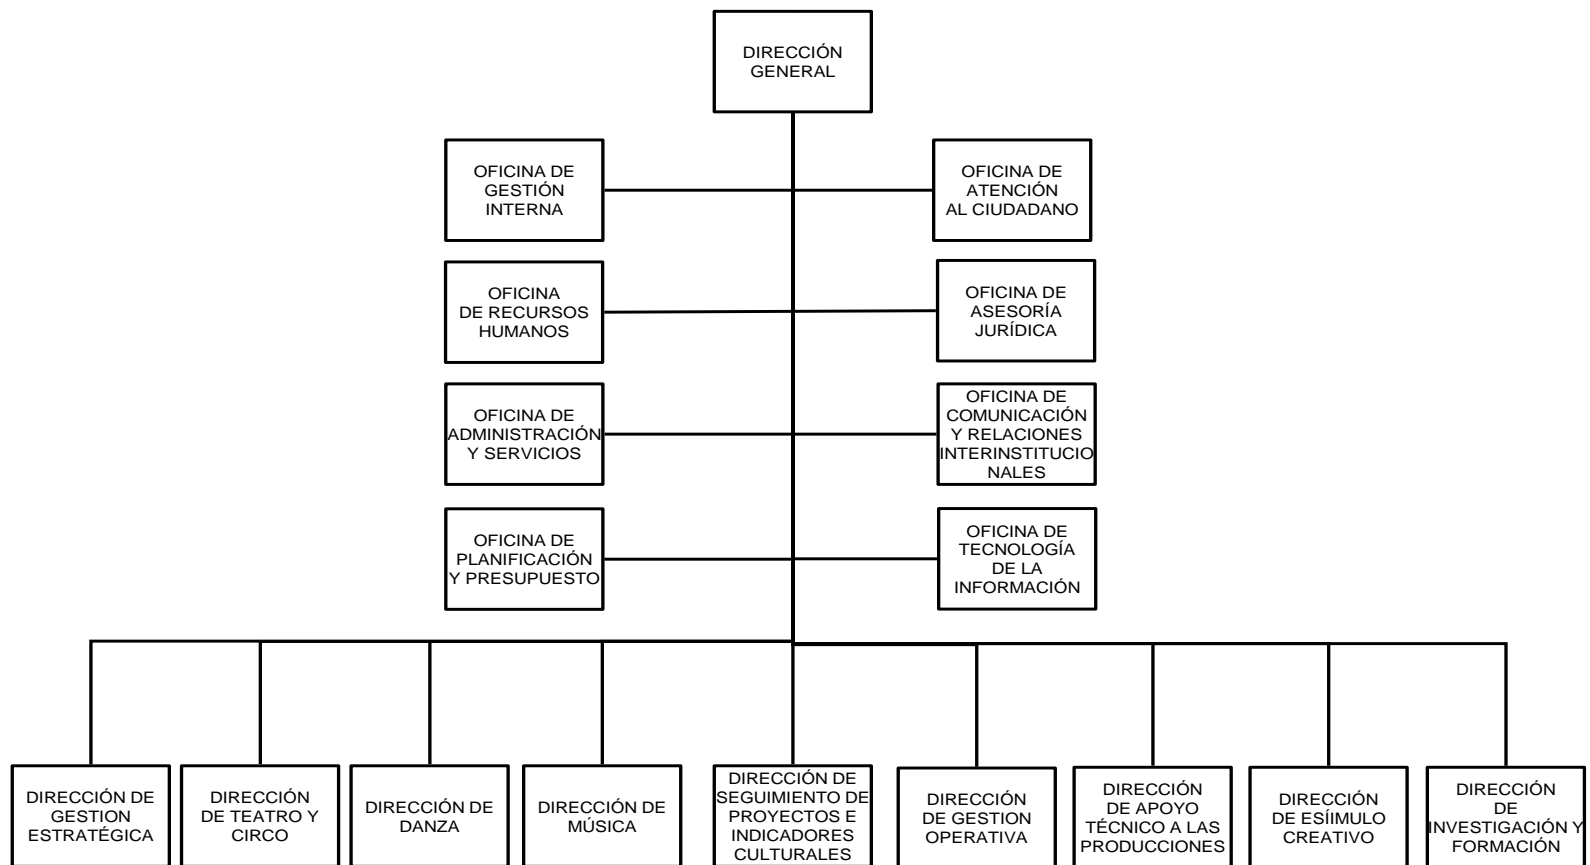 DIRECCIÓN
GENERAL
OFICINA DE
GESTIÓN
INTERNA
OFICINA DE
ATENCIÓN
AL CIUDADANO
OFICINA
DE RECURSOS
HUMANOS
OFICINA DE
ASESORÍA
JURÍDICA
OFICINA DE
ADMINISTRACIÓN
Y SERVICIOS
OFICINA DE
COMUNICACIÓN
Y RELACIONES
INTERINSTITUCIO
NALES
OFICINA DE
PLANIFICACIÓN
Y PRESUPUESTO
OFICINA DE
TECNOLOGÍA
DE LA
INFORMACIÓN
DIRECCIÓN DE
GESTION
ESTRATÉGICA
DIRECCIÓN
DE TEATRO Y
CIRCO
DIRECCIÓN DE
DANZA
DIRECCIÓN DE
MÚSICA
DIRECCIÓN DE
SEGUIMIENTO DE
PROYECTOS E
INDICADORES
CULTURALES
DIRECCIÓN
DE GESTION
OPERATIVA
DIRECCIÓN
DE APOYO
TÉCNICO A LAS
PRODUCCIONES
DIRECCIÓN
DE ESÍIMULO
CREATIVO
DIRECCIÓN
DE
INVESTIGACIÓN Y
FORMACIÓN